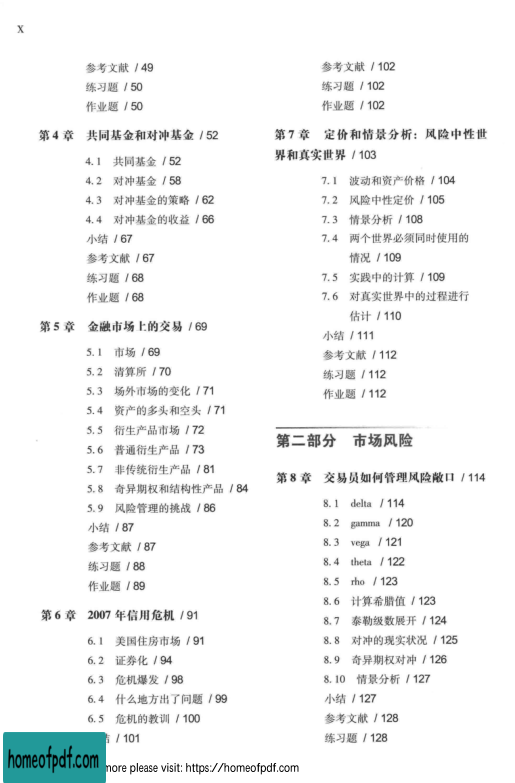 X
参考文献 / 49
练习题 / 50
作业题 / 50
第 4 章 共同基金和对冲基金 / 52
4.1 共同基金 / 52
4.2 对冲基金 / 58
4.3 对冲基金的策略 / 62
4.4 对冲基金的收益 / 66
小结 / 67
参考文献 / 67
练习题 / 68
作业题 / 68
第 5 章 金融市场上的交易 / 69
5.1 市场 / 69
5.2 清算所 / 70
5.3 场外市场的变化 / 71
5.4 资产的多头和空头 / 71
5.5 衍生产品市场 / 72
5.6 普通衍生产品 / 73
5.7 非传统衍生产品 / 81
5.8 奇异期权和结构性产品 / 84
5.9 风险管理的挑战 / 86
小结 / 87
参考文献 / 87
练习题 / 88
作业题 / 89
第 6 章 2007 年信用危机 / 91
6.1 美国住房市场 / 91
6.2 证券化 / 94
6.3 危机爆发 / 98
6.4 什么地方出了问题 / 99
6.5 危机的教训 / 100
结 / 101
参考文献 / 102
练习题 / 102
作业题 / 102
第 7 章 定价和情景分析：风险中性世
界和真实世界 / 103
7.1 波动和资产价格 / 104
7.2 风险中性定价 / 105
7.3 情景分析 / 108
7.4 两个世界必须同时使用的
情况 / 109
7.5 实践中的计算 / 109
7.6 对真实世界中的过程进行
估计 / 110
小结 / 111
参考文献 / 112
练习题 / 112
作业题 / 112
第二部分 市场风险
第 8 章 交易员如何管理风险敞口 / 114
8.1 delta / 114
8.2 gamma / 120
8.3 vega / 121
8.4 theta / 122
8.5 rho / 123
8.6 计算希腊值 / 123
8.7 泰勒级数展开 / 124
8.8 对冲的现实状况 / 125
8.9 奇异期权对冲 / 126
8.10 情景分析 / 127
小结 / 127
参考文献 / 128
练习题 / 128
homeofpdf.com
more please visit: https://homeofpdf.com